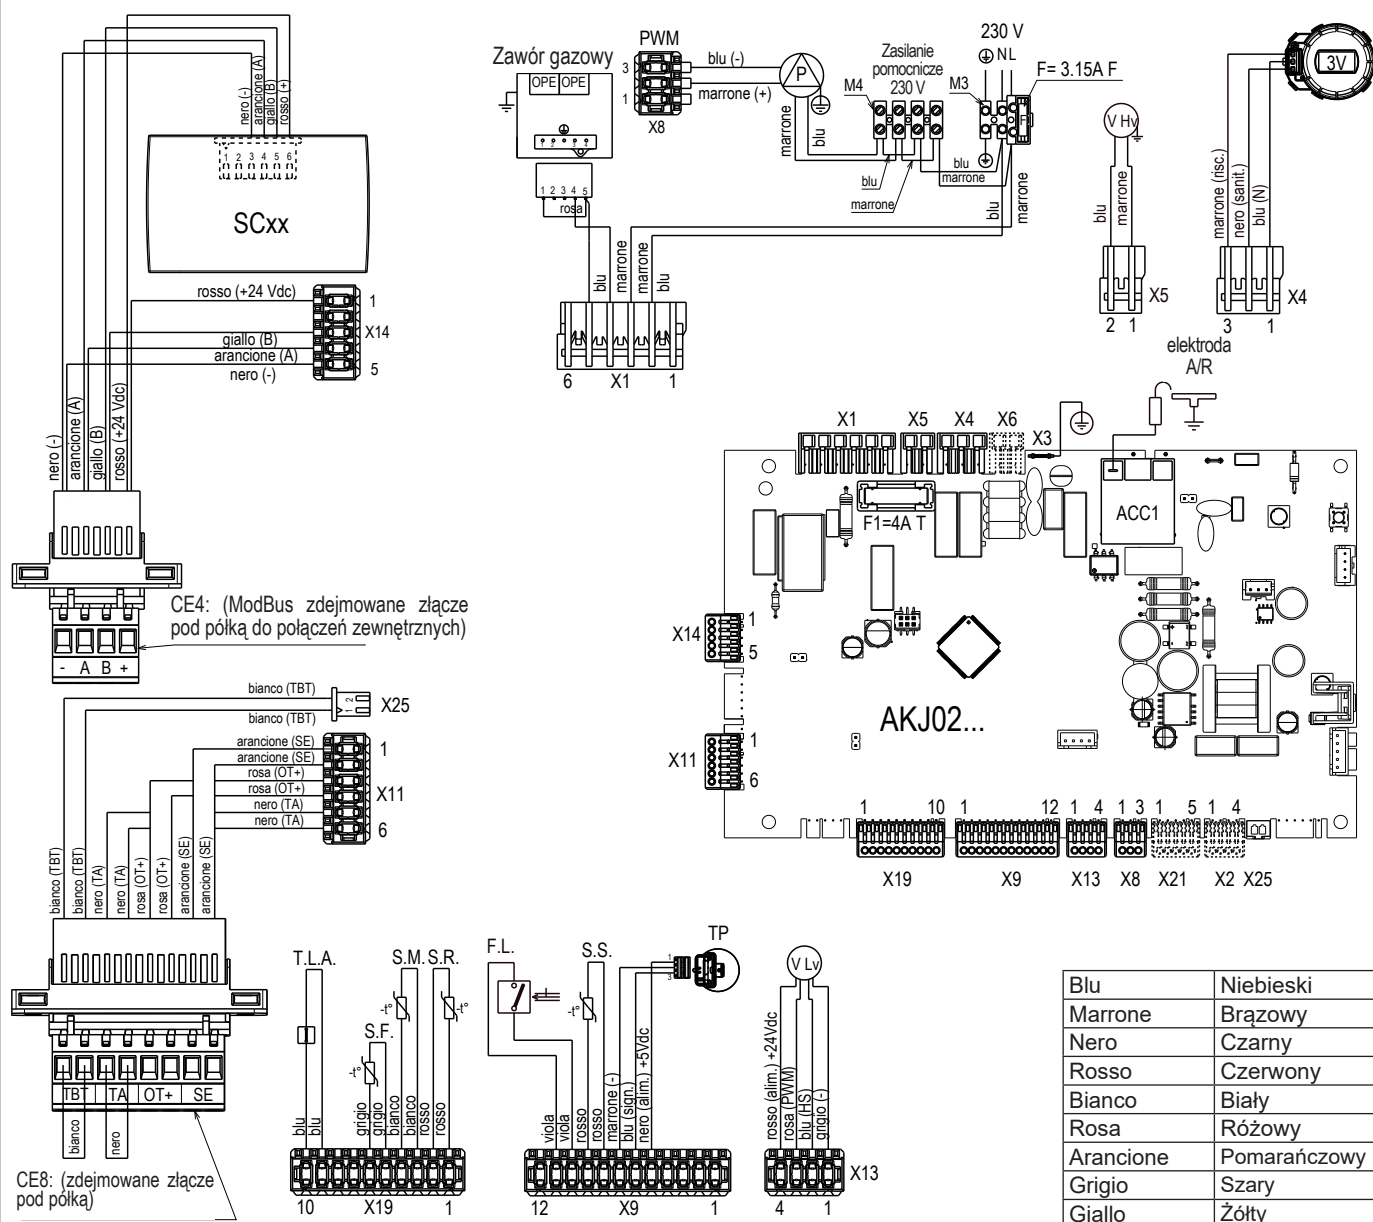 nero (-)
arancione (A)
giallo (B)
rosso (+
1 2 3 4 5 6
SCxx
rosso (+24 Vdc)
giallo (B)
arancione (A)
nero (-)
1
X14
5
nero (-)
arancione (A)
giallo (B)
rosso (+24 Vdc)
- A B +
CE4: (ModBus zdejmowane złącze
pod półką do połączeń zewnętrznych)
Zawór gazowy
OPE OPE
1 2 3 4 5
1 2 3 4 5
rosa
PWM
3
1
X8
blu (-)
marrone (+)
P
marrone
blu
Zasilanie
pomocnicze
230 V
M4
blu
marrone
blu
marrone
230 V
N L
M3
F= 3.15A F
F
blu
marrone
blu
marrone
marrone
blu
6
X1
1
V Hv
blu
marrone
X5
2 1
3V
marrone (risc.)
nero (sanit.)
blu (N)
X4
3
1
elektroda
A/R
X1
X5
X4
X6
X3
F1=4A T
ACC1
X14
1
5
AKJ02...
X11
1
6
1
10
1
12
1 4
1 3
1 5
1 4
X19
X9
X13
X8
X21
X2
X25
bianco (TBT)
bianco (TBT)
1 2
X25
arancione (SE)
arancione (SE)
rosa (OT+)
rosa (OT+)
nero (TA)
nero (TA)
1
X11
6
bianco (TBT)
bianco (TBT)
nero (TA)
nero (TA)
rosa (OT+)
rosa (OT+)
arancione (SE)
arancione (SE)
TBT TA OT+ SE
bianco
nero
CE8: (zdejmowane złącze
pod półką)
T.L.A.
S.F.
S.M.
S.R.
-t°
-t°
-t°
blu
blu
grigio
grigio
bianco
bianco
rosso
rosso
10
X19
1
F.L.
S.S.
-t°
TP
1
3
viola
viola
rosso
rosso
marrone (-)
blu (sign.)
nero (alim.) +5Vdc
12
X9
1
V Lv
rosso (alim.) +24Vdc
rosa (PWM)
blu (HS)
grigio (-)
X13
4
1
Blu Niebieski
Marrone Brązowy
Nero Czarny
Rosso Czerwony
Bianco Biały
Rosa Różowy
Arancione Pomarańczowy
Grigio Szary
Giallo Żółty